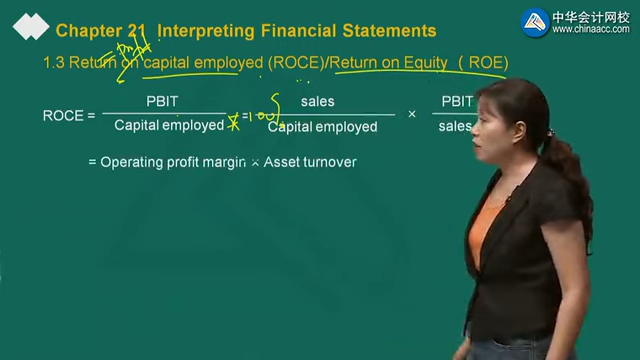 Chapter 21 Interpreting Financial Statements
中华会计网校
www.chinaacc.com
1.3 Return on capital employed (ROCE)/Return on Equity ( ROE)
ROCE = PBIT / Capital employed × 100% = sales / Capital employed × PBIT / sales
= Operating profit margin × Asset turnover